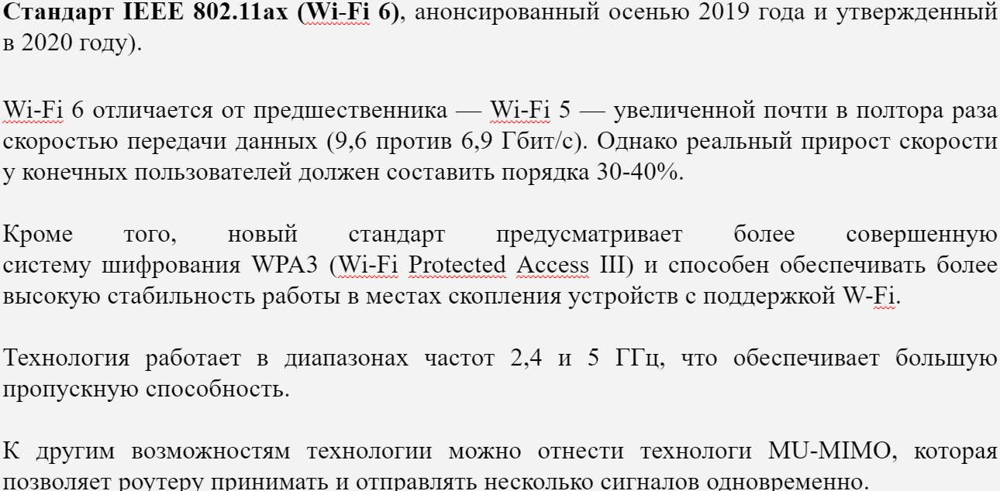 Стандарт IEEE 802.11ax (Wi-Fi 6), анонсированный осенью 2019 года и утвержденный
в 2020 году).
Wi-Fi 6 отличается от предшественника — Wi-Fi 5 — увеличенной почти в полтора раза
скоростью передачи данных (9,6 против 6,9 Гбит/с). Однако реальный прирост скорости
у конечных пользователей должен составить порядка 30-40%.
Кроме того, новый стандарт предусматривает более совершенную
систему шифрования WPA3 (Wi-Fi Protected Access III) и способен обеспечивать более
высокую стабильность работы в местах скопления устройств с поддержкой W-Fi.
Технология работает в диапазонах частот 2,4 и 5 ГГц, что обеспечивает большую
пропускную способность.
К другим возможностям технологии можно отнести технологи MU-MIMO, которая
позволяет роутеру принимать и отправлять несколько сигналов одновременно.